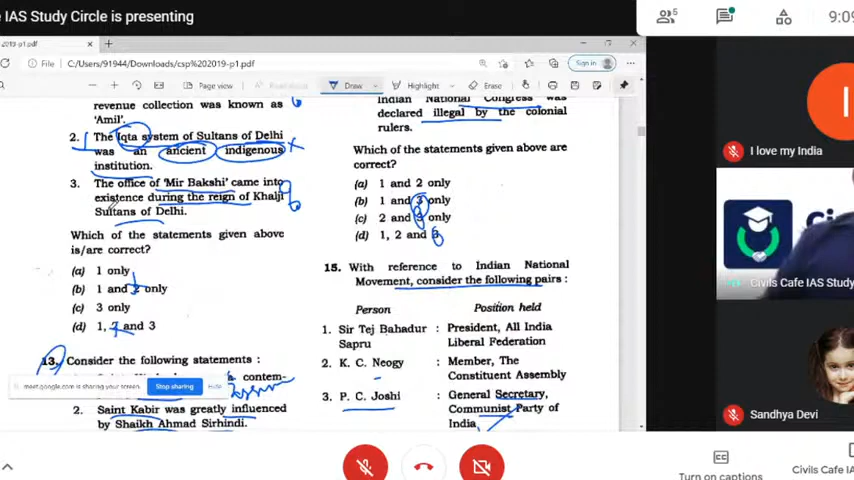 IAS Study Circle is presenting
5
9:09
2019-p1.pdf
File
C:/Users/91944/Downloads/csp%202019-p1.pdf
Sign in
Page view
Read aloud
Draw
Highlight
Erase
revenue collection was known as
'Amil'.
2. The Iqta system of Sultans of Delhi
was an ancient indigenous
institution.
3. The office of 'Mir Bakshi' came into
existence during the reign of Khalji
Sultans of Delhi.
Which of the statements given above
is/are correct?
(a) 1 only
(b) 1 and 2 only
(c) 3 only
(d) 1, 2 and 3
13. Consider the following statements :
contem-
meet.google.com is sharing your screen.
Stop sharing
Hide
2. Saint Kabir was greatly influenced
by Shaikh Ahmad Sirhindi.
Indian National Congress was
declared illegal by the colonial
rulers.
Which of the statements given above are
correct?
(a) 1 and 2 only
(b) 1 and 3 only
(c) 2 and 3 only
(d) 1, 2 and 3
15. With reference to Indian National
Movement, consider the following pairs :
Person Position held
1. Sir Tej Bahadur : President, All India
Sapru Liberal Federation
2. K. C. Neogy : Member, The
Constituent Assembly
3. P. C. Joshi : General Secretary,
Communist Party of
India
I
I love my India
Civils Cafe IAS Study
Sandhya Devi
Turn on captions
Civils Cafe IAS